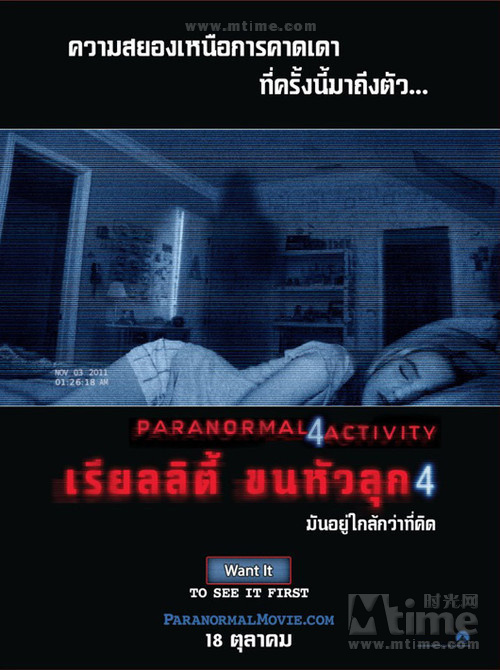 www.mtime.com
ความสยองเหนือการคาดเดา
ที่ครั้งนี้มาถึงตัว...
NOV 03 2011
01:26:18 AM
PARANORMAL 4 ACTIVITY
เรียลลิตี้ ขนหัวลุก 4
มันอยู่ใกล้กว่าที่คิด
Want It
TO SEE IT FIRST
PARANORMALMOVIE.COM
18 ตุลาคม
Mtime 时光网
www.mtime.com